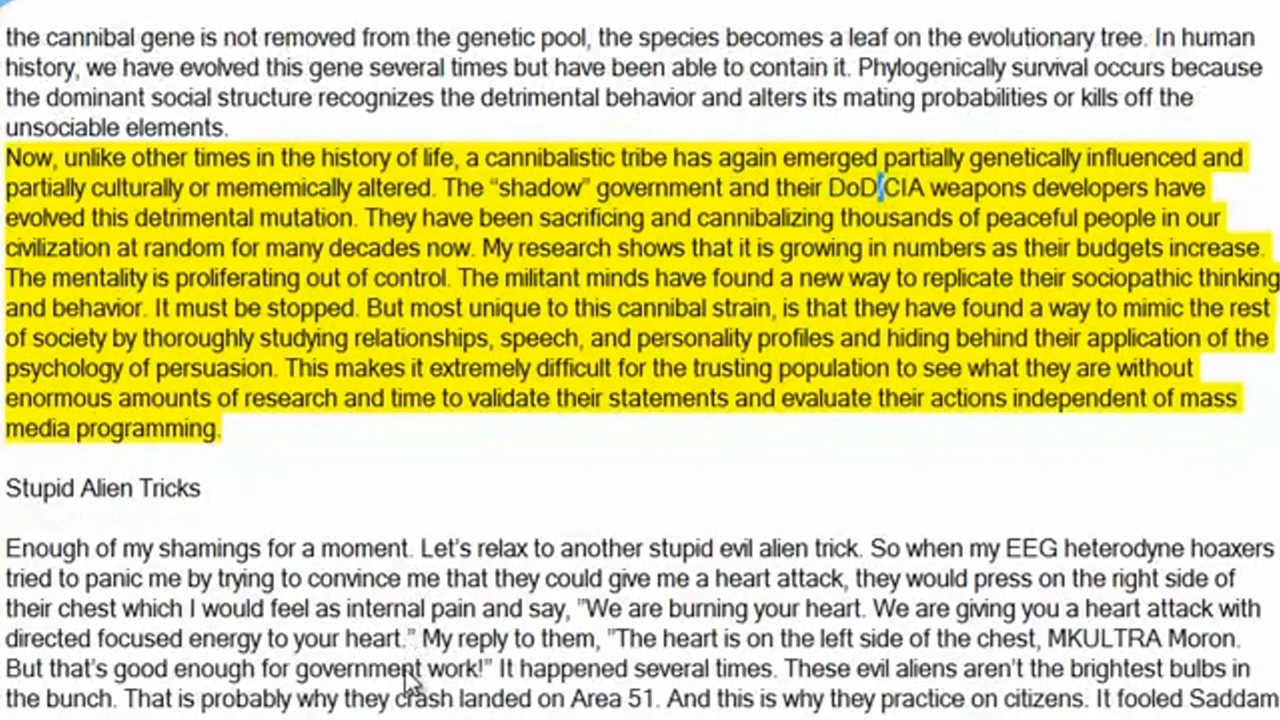 the cannibal gene is not removed from the genetic pool, the species becomes a leaf on the evolutionary tree. In human
history, we have evolved this gene several times but have been able to contain it. Phylogenically survival occurs because
the dominant social structure recognizes the detrimental behavior and alters its mating probabilities or kills off the
unsociable elements.
Now, unlike other times in the history of life, a cannibalistic tribe has again emerged partially genetically influenced and
partially culturally or mememically altered. The “shadow” government and their DoD/CIA weapons developers have
evolved this detrimental mutation. They have been sacrificing and cannibalizing thousands of peaceful people in our
civilization at random for many decades now. My research shows that it is growing in numbers as their budgets increase.
The mentality is proliferating out of control. The militant minds have found a new way to replicate their sociopathic thinking
and behavior. It must be stopped. But most unique to this cannibal strain, is that they have found a way to mimic the rest
of society by thoroughly studying relationships, speech, and personality profiles and hiding behind their application of the
psychology of persuasion. This makes it extremely difficult for the trusting population to see what they are without
enormous amounts of research and time to validate their statements and evaluate their actions independent of mass
media programming.
Stupid Alien Tricks
Enough of my shamings for a moment. Let’s relax to another stupid evil alien trick. So when my EEG heterodyne hoaxers
tried to panic me by trying to convince me that they could give me a heart attack, they would press on the right side of
their chest which I would feel as internal pain and say, ”We are burning your heart. We are giving you a heart attack with
directed focused energy to your heart.” My reply to them, ”The heart is on the left side of the chest, MKULTRA Moron.
But that’s good enough for government work!” It happened several times. These evil aliens aren’t the brightest bulbs in
the bunch. That is probably why they crash landed on Area 51. And this is why they practice on citizens. It fooled Saddam